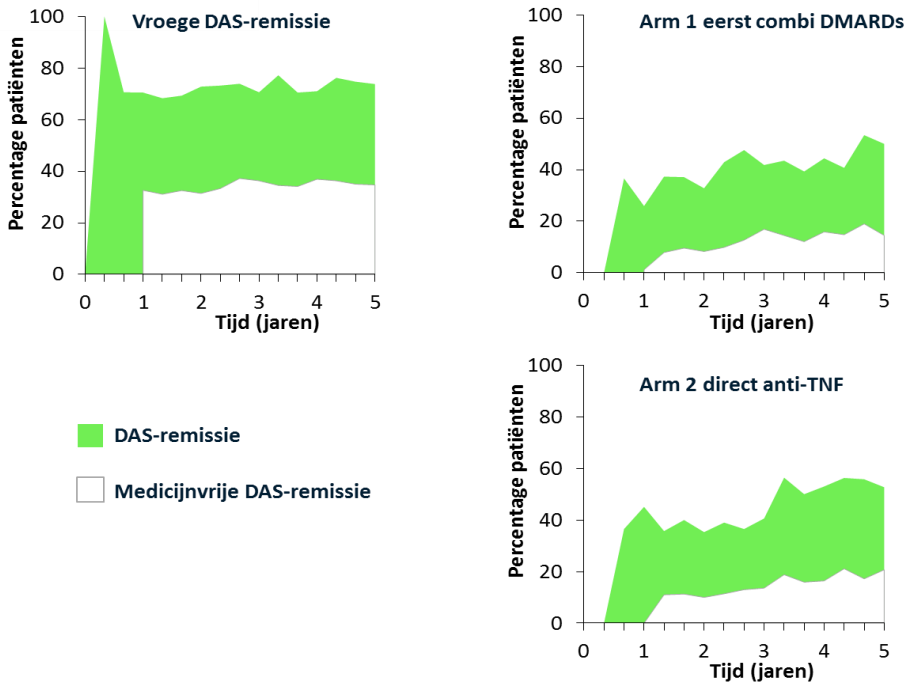 Vroege DAS-remissie
Percentage patiënten
100
80
60
40
20
0
0 1 2 3 4 5
Tijd (jaren)
Arm 1 eerst combi DMARDs
Percentage patiënten
100
80
60
40
20
0
0 1 2 3 4 5
Tijd (jaren)
DAS-remissie
Medicijnvrije DAS-remissie
Arm 2 direct anti-TNF
Percentage patiënten
100
80
60
40
20
0
0 1 2 3 4 5
Tijd (jaren)